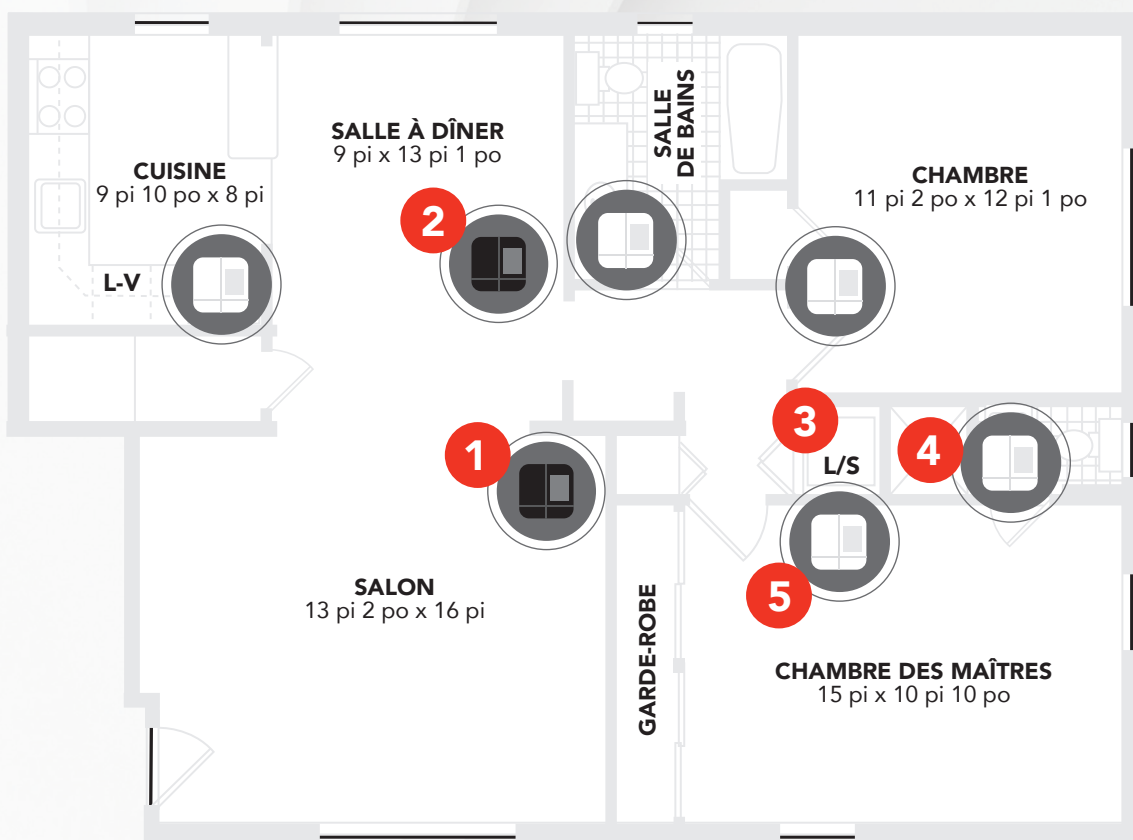 SALLE À DÎNER
9 pi x 13 pi 1 po
SALLE
DE BAINS
CUISINE
9 pi 10 po x 8 pi
CHAMBRE
11 pi 2 po x 12 pi 1 po
2
L-V
3
1
4
L/S
SALON
13 pi 2 po x 16 pi
5
GARDE-ROBE
CHAMBRE DES MAÎTRES
15 pi x 10 pi 10 po